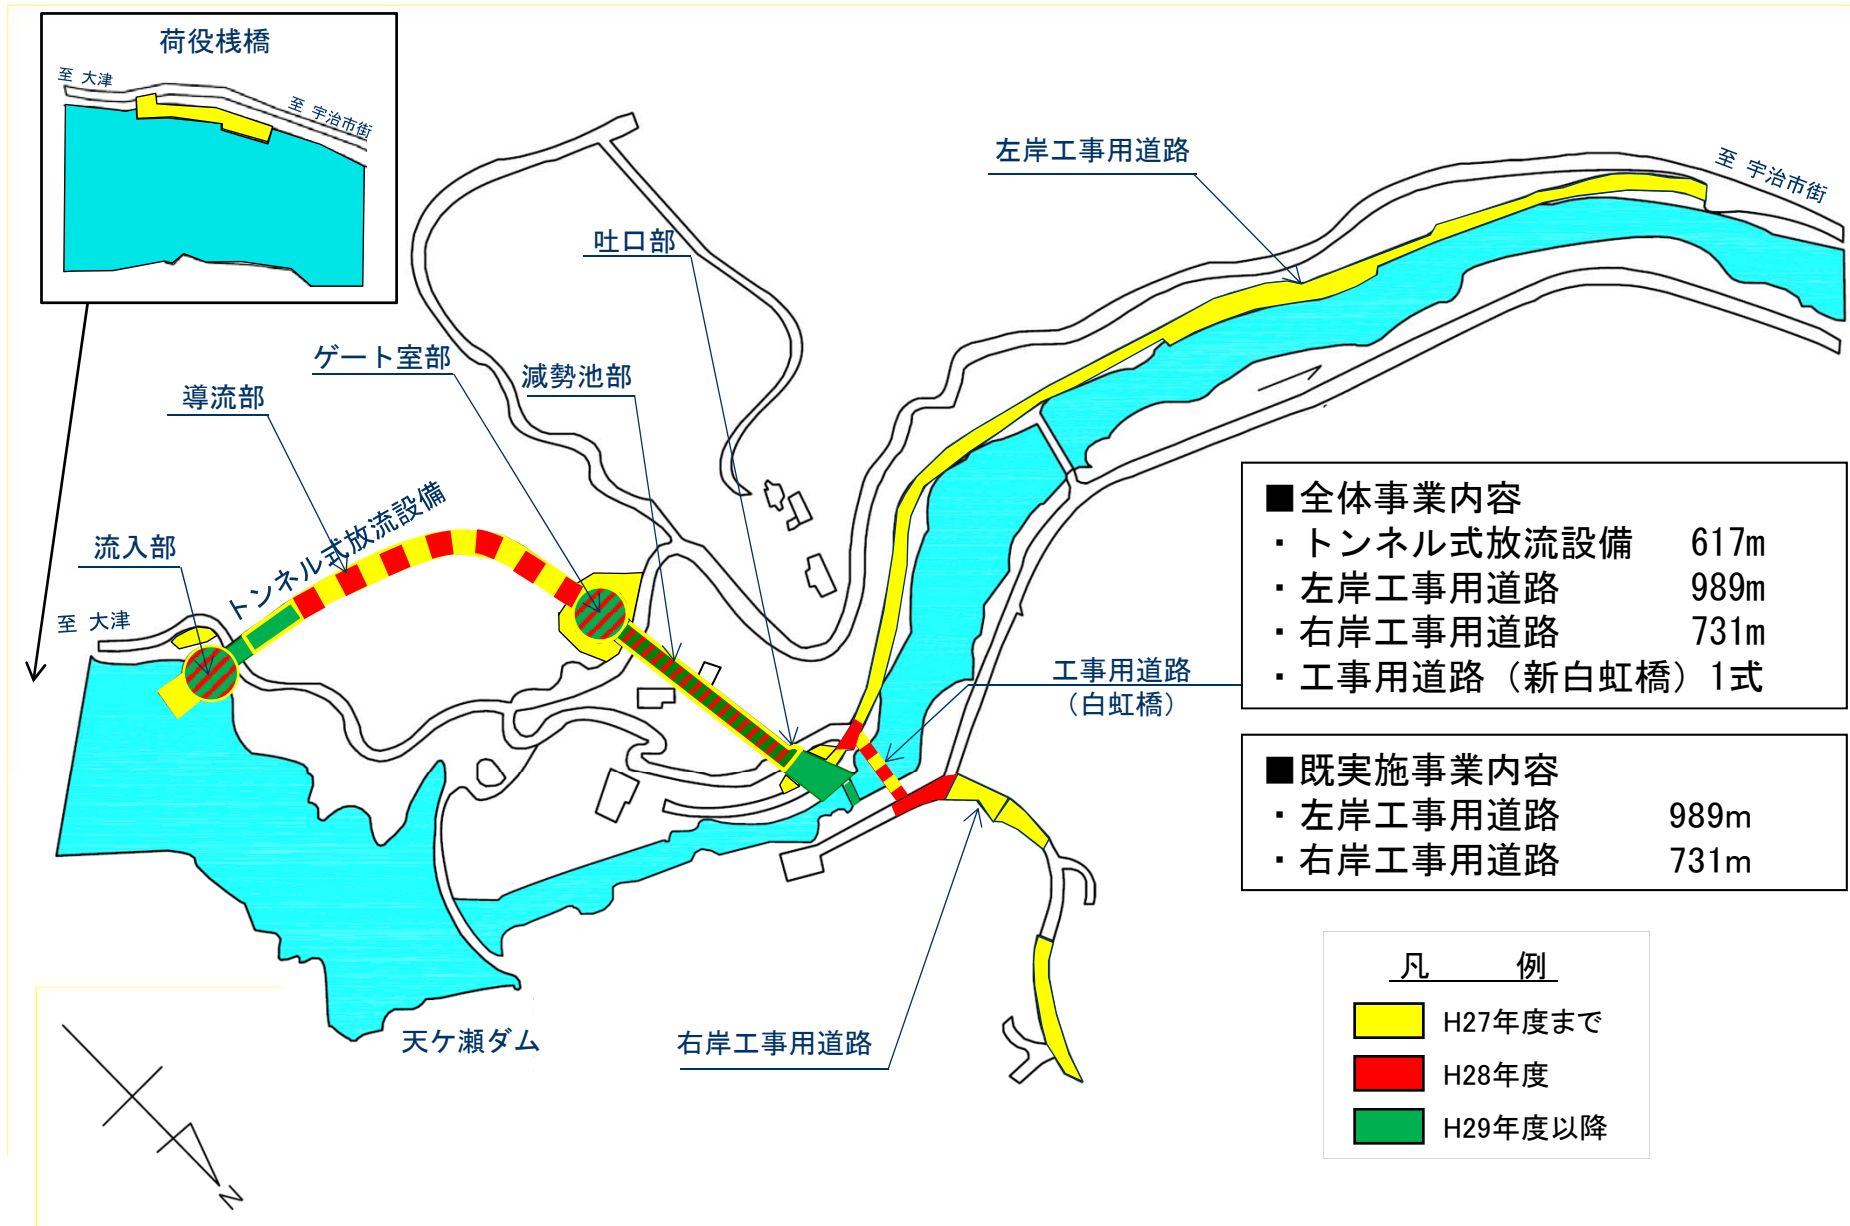 荷役桟橋
至 大津
至 宇治市街
左岸工事用道路
至 宇治市街
吐口部
ゲート室部
減勢池部
導流部
トンネル式放流設備
流入部
至 大津
工事用道路
（白虹橋）
天ケ瀬ダム
右岸工事用道路
N
■全体事業内容
・トンネル式放流設備 617m
・左岸工事用道路 989m
・右岸工事用道路 731m
・工事用道路（新白虹橋）1式
■既実施事業内容
・左岸工事用道路 989m
・右岸工事用道路 731m
凡 例
H27年度まで
H28年度
H29年度以降